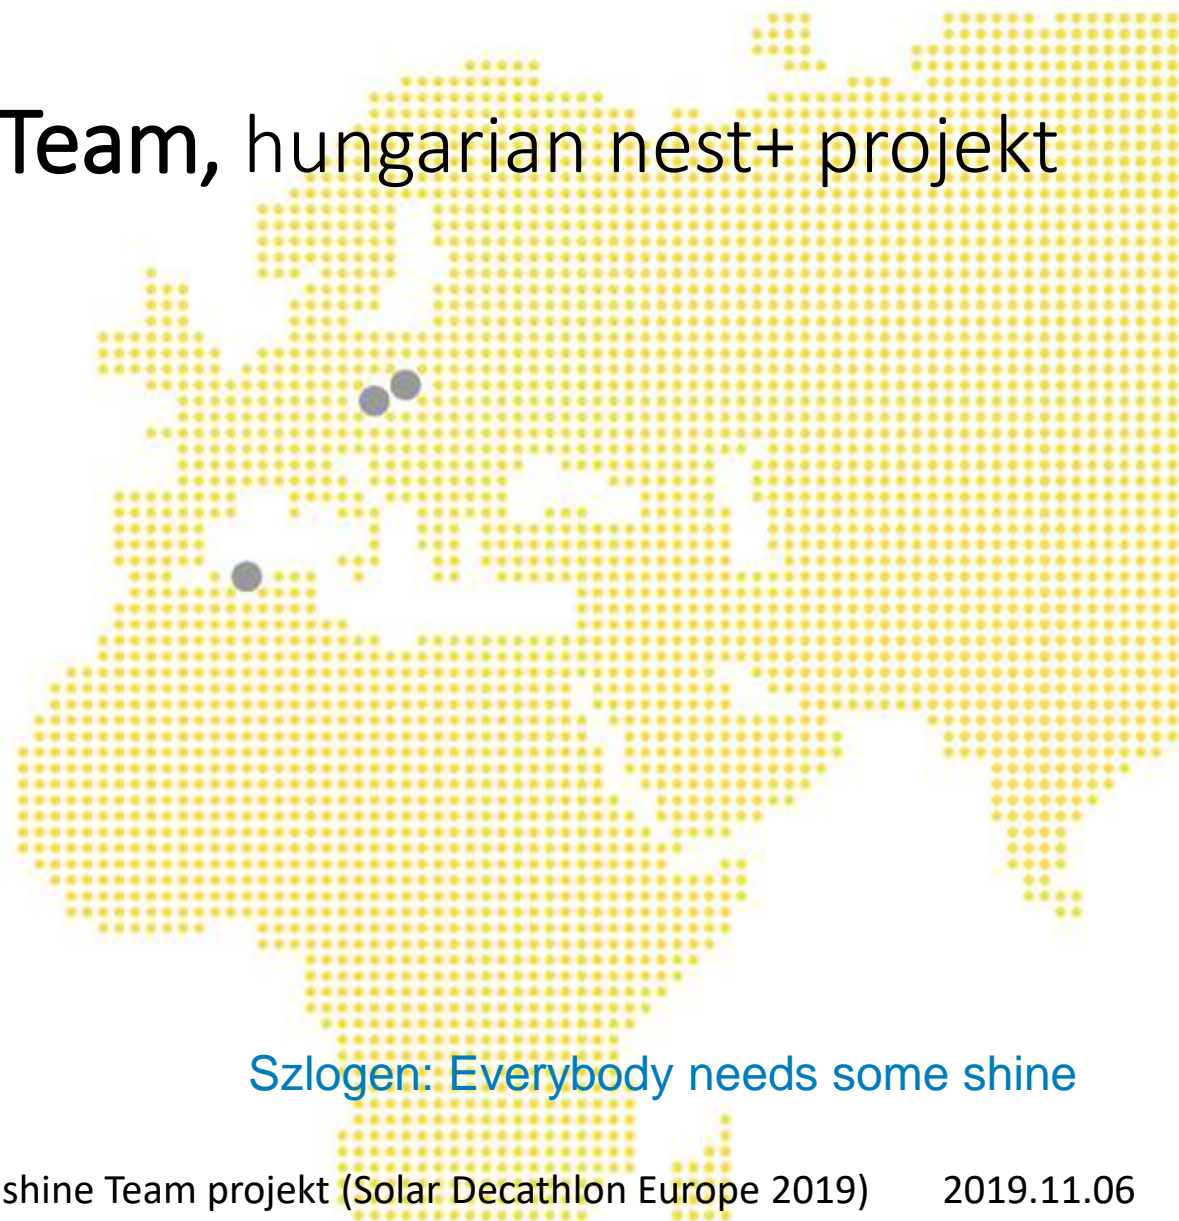 Team, hungarian nest+ projekt
Szlogen: Everybody needs some shine
shine Team projekt (Solar Decathlon Europe 2019) 2019.11.06